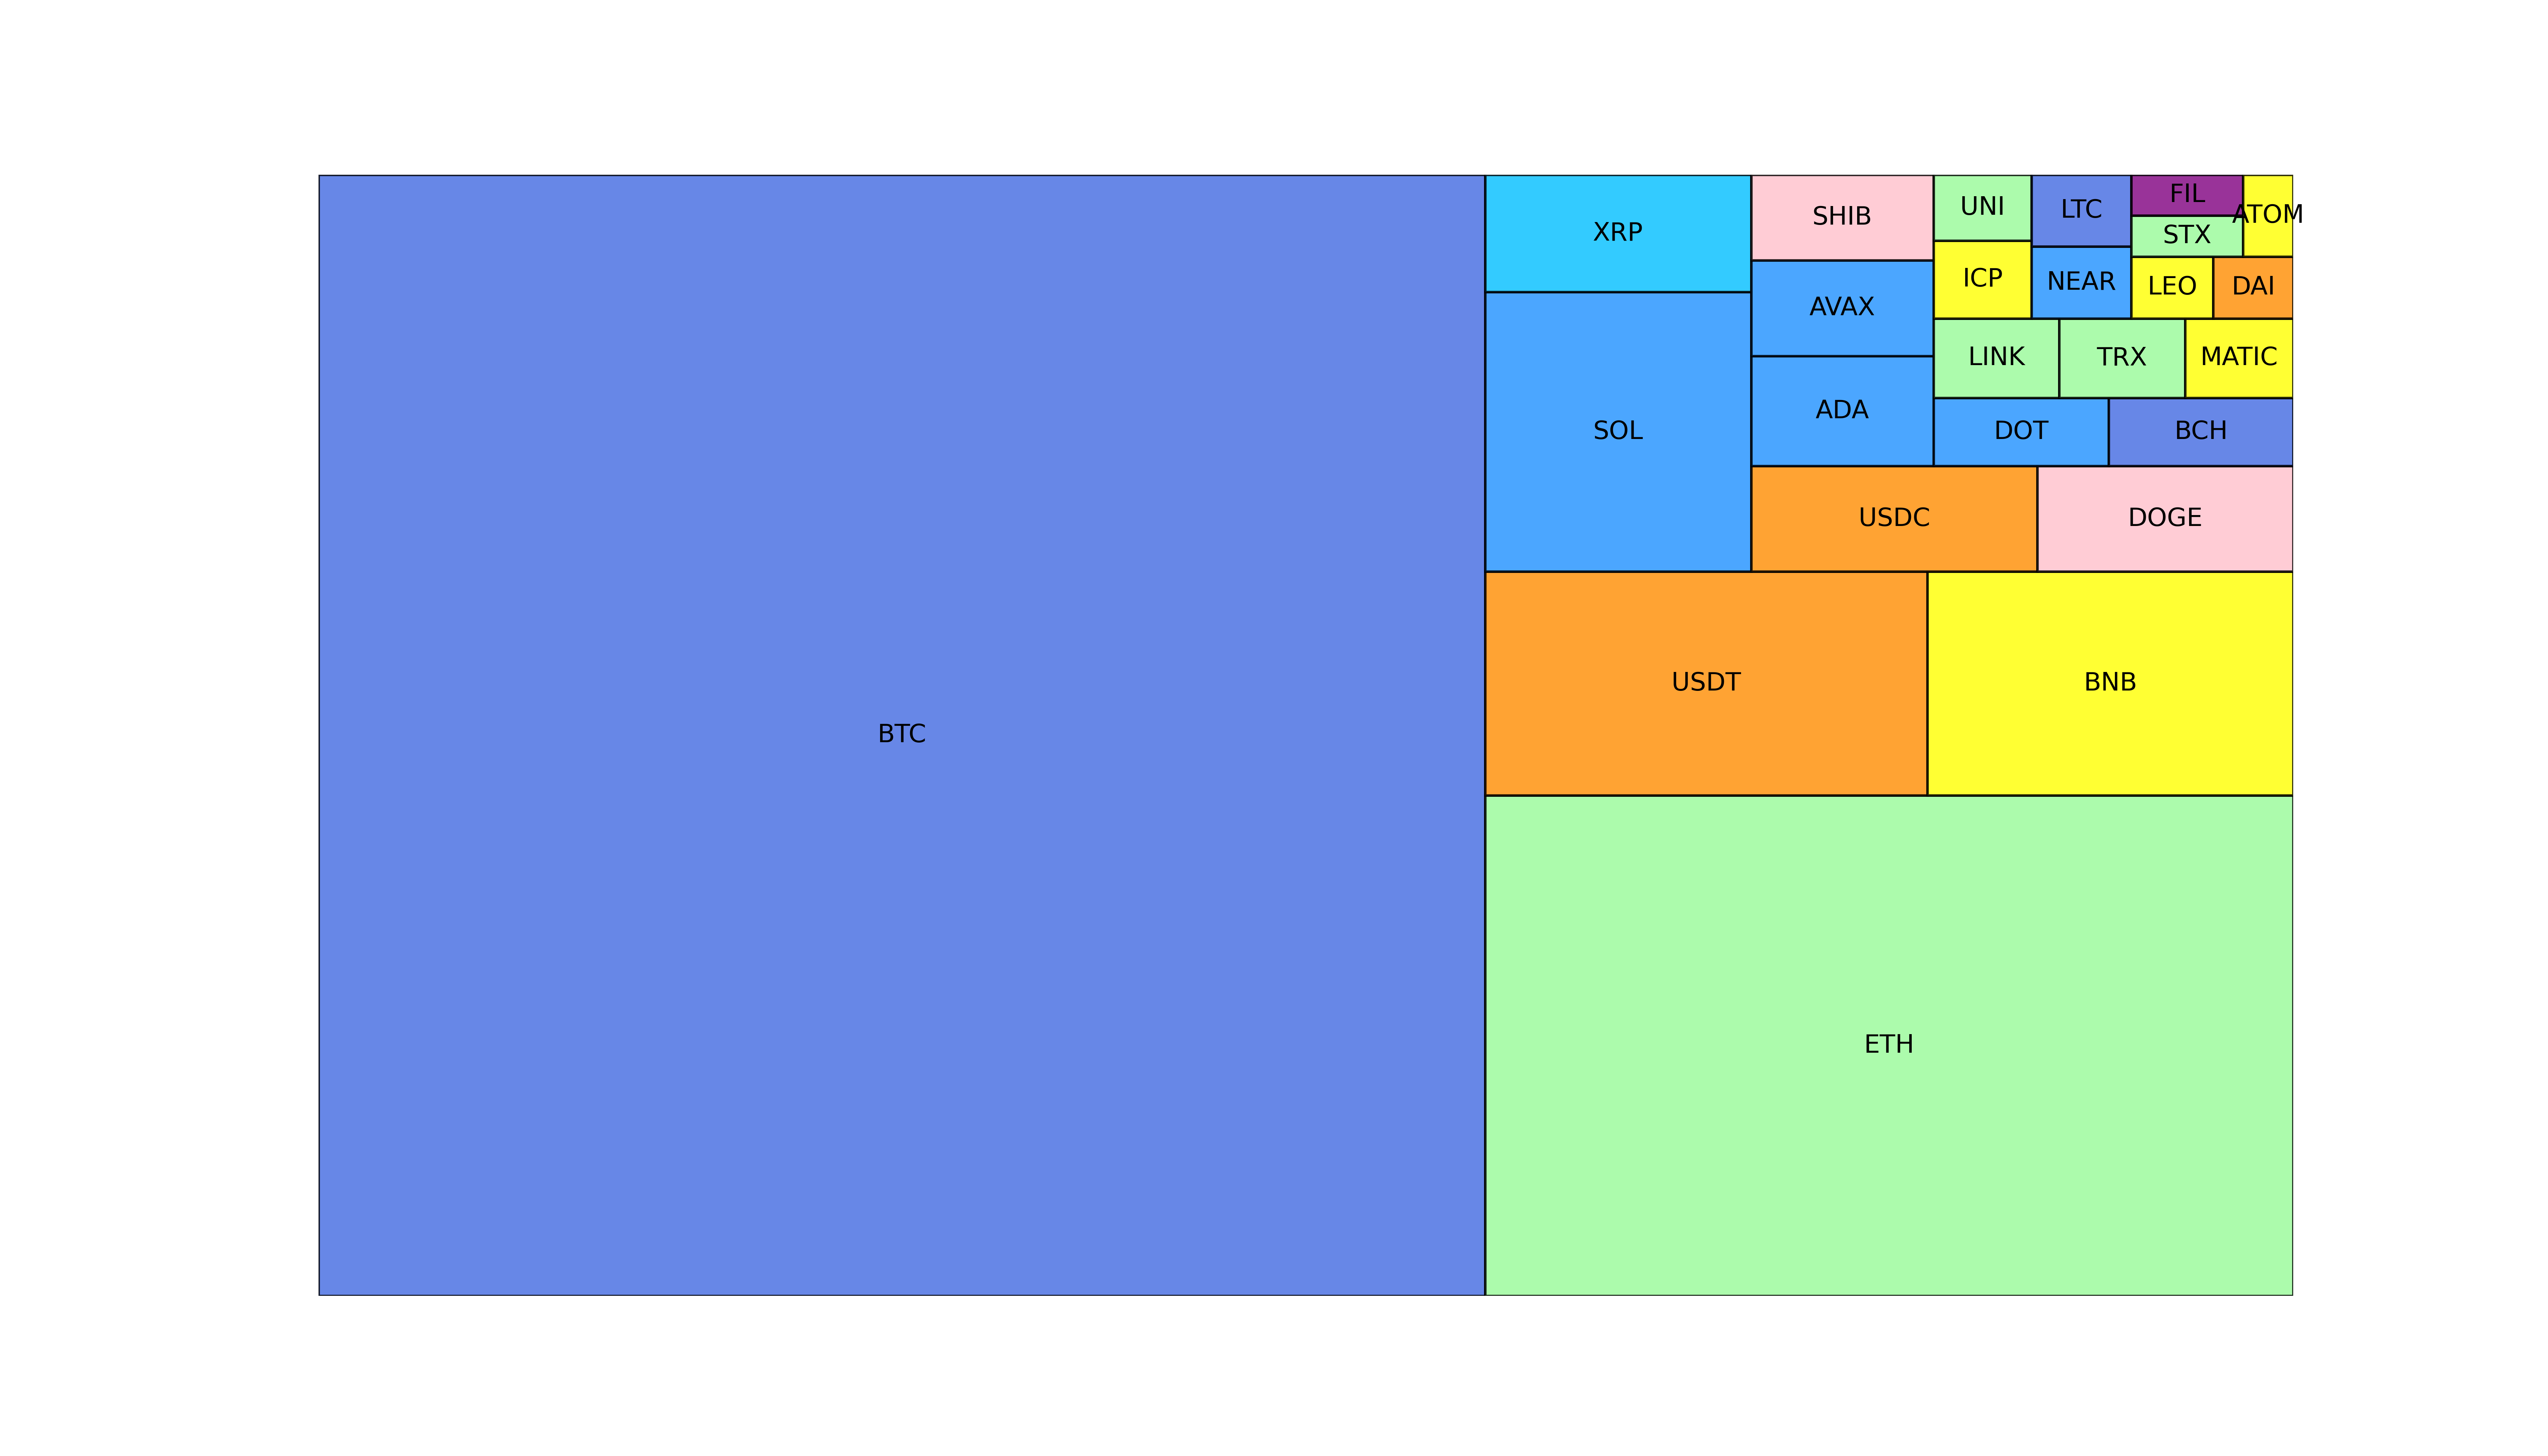 XRP
SHIB
UNI
LTC
FIL
ATOM
STX
ICP
NEAR
LEO
DAI
AVAX
LINK
TRX
MATIC
SOL
ADA
DOT
BCH
USDC
DOGE
USDT
BNB
BTC
ETH